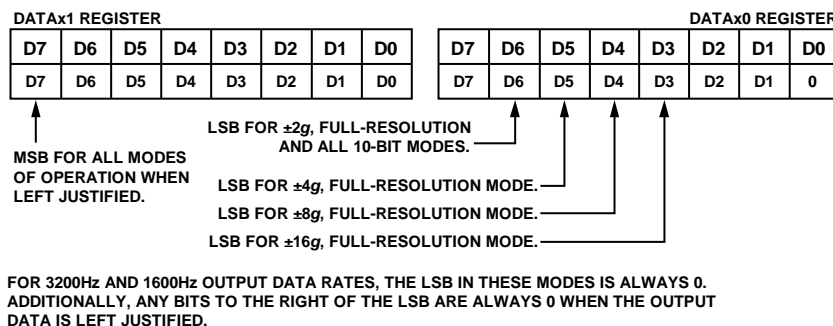 DATAx1 REGISTER DATAx0 REGISTER
D7 D6 D5 D4 D3 D2 D1 D0 D7 D6 D5 D4 D3 D2 D1 D0
D7 D6 D5 D4 D3 D2 D1 D0 D7 D6 D5 D4 D3 D2 D1 0
MSB FOR ALL MODES
OF OPERATION WHEN
LEFT JUSTIFIED.
LSB FOR ±2g, FULL-RESOLUTION
AND ALL 10-BIT MODES.
LSB FOR ±4g, FULL-RESOLUTION MODE.
LSB FOR ±8g, FULL-RESOLUTION MODE.
LSB FOR ±16g, FULL-RESOLUTION MODE.
FOR 3200Hz AND 1600Hz OUTPUT DATA RATES, THE LSB IN THESE MODES IS ALWAYS 0.
ADDITIONALLY, ANY BITS TO THE RIGHT OF THE LSB ARE ALWAYS 0 WHEN THE OUTPUT
DATA IS LEFT JUSTIFIED.